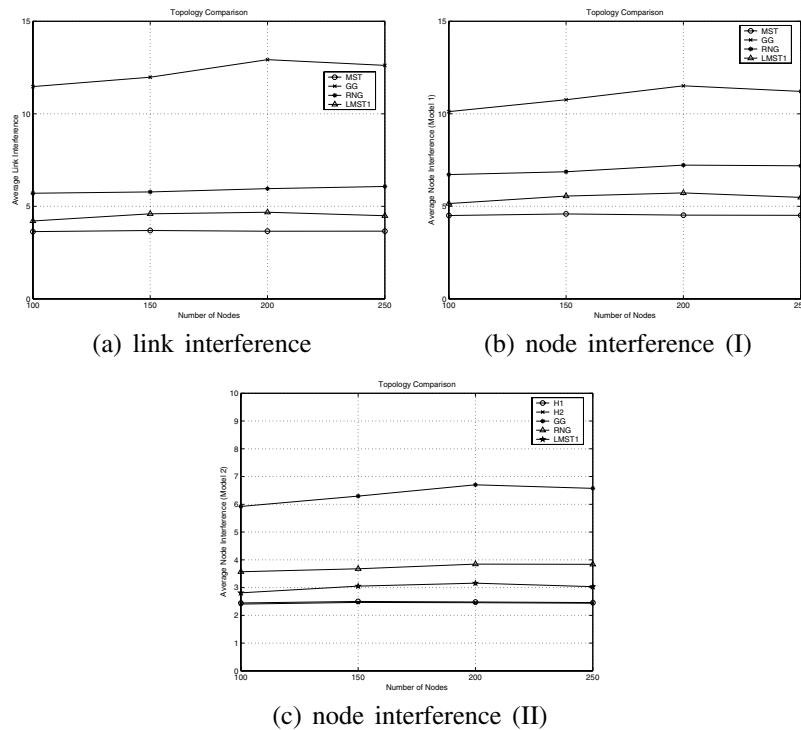 Topology Comparison
15
10
5
0
100
150
200
250
Average Link Interference
Number of Nodes
MST
GG
RNG
LMST1
(a) link interference
Topology Comparison
15
10
5
0
100
150
200
250
Average Node Interference (Model 1)
Number of Nodes
MST
GG
RNG
LMST1
(b) node interference (I)
Topology Comparison
10
9
8
7
6
5
4
3
2
1
0
100
150
200
250
Average Node Interference (Model 2)
Number of Nodes
H1
H2
GG
RNG
LMST1
(c) node interference (II)